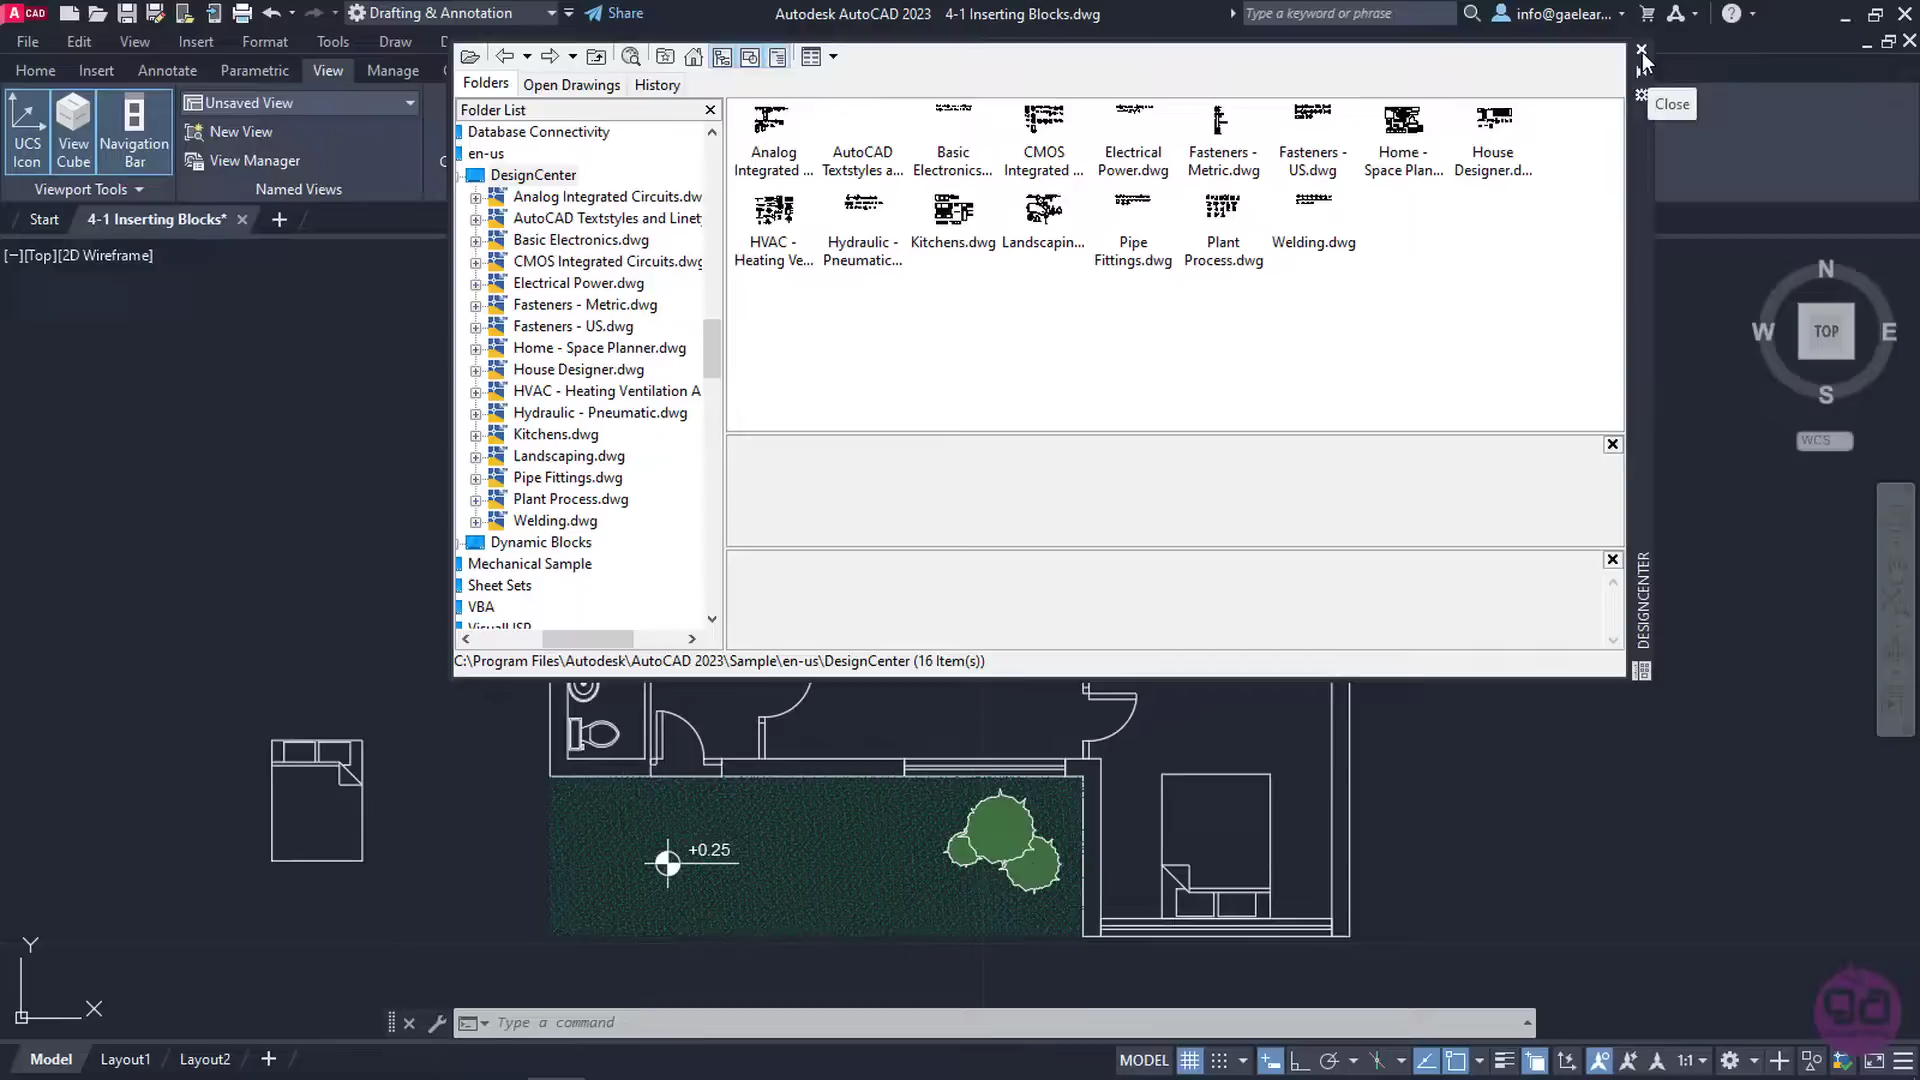 CAD
Drafting & Annotation
Share
Autodesk AutoCAD 2023 4-1 Inserting Blocks.dwg
Type a keyword or phrase
info@gaelear...
File Edit View Insert Format Tools Draw
Home Insert Annotate Parametric View Manage
UCS Icon
View Cube
Navigation Bar
Unsaved View
New View
View Manager
Viewport Tools
Named Views
Start
4-1 Inserting Blocks*
[−][Top][2D Wireframe]
Folders
Open Drawings
History
Close
Folder List
Database Connectivity
en-us
DesignCenter
Analog Integrated Circuits.dw
AutoCAD Textstyles and Linet
Basic Electronics.dwg
CMOS Integrated Circuits.dwg
Electrical Power.dwg
Fasteners - Metric.dwg
Fasteners - US.dwg
Home - Space Planner.dwg
House Designer.dwg
HVAC - Heating Ventilation A
Hydraulic - Pneumatic.dwg
Kitchens.dwg
Landscaping.dwg
Pipe Fittings.dwg
Plant Process.dwg
Welding.dwg
Dynamic Blocks
Mechanical Sample
Sheet Sets
VBA
VisualLISP
Analog Integrated ...
AutoCAD Textstyles a...
Basic Electronics...
CMOS Integrated ...
Electrical Power.dwg
Fasteners - Metric.dwg
Fasteners - US.dwg
Home - Space Plan...
House Designer.d...
HVAC - Heating Ve...
Hydraulic - Pneumatic...
Kitchens.dwg
Landscapin...
Pipe Fittings.dwg
Plant Process.dwg
Welding.dwg
DESIGNCENTER
C:\Program Files\Autodesk\AutoCAD 2023\Sample\en-us\DesignCenter (16 Item(s))
N
W TOP E
S
WCS
+0.25
Y
X
Type a command
ga
Model Layout1 Layout2
MODEL
1:1